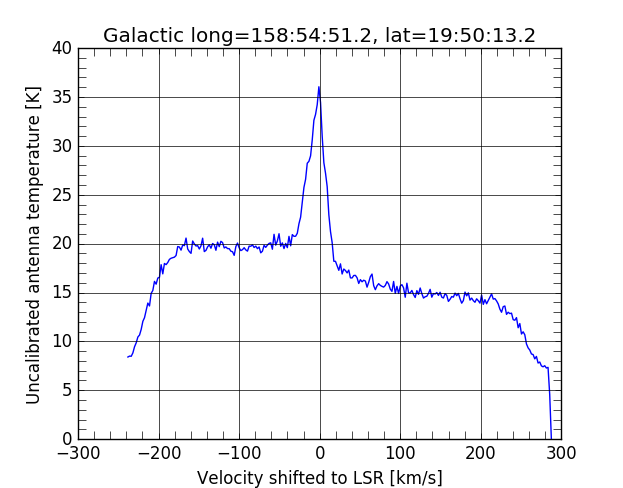 Galactic long=158:54:51.2, lat=19:50:13.2
Uncalibrated antenna temperature [K]
40
35
30
25
20
15
10
5
0
−300 −200 −100 0 100 200 300
Velocity shifted to LSR [km/s]